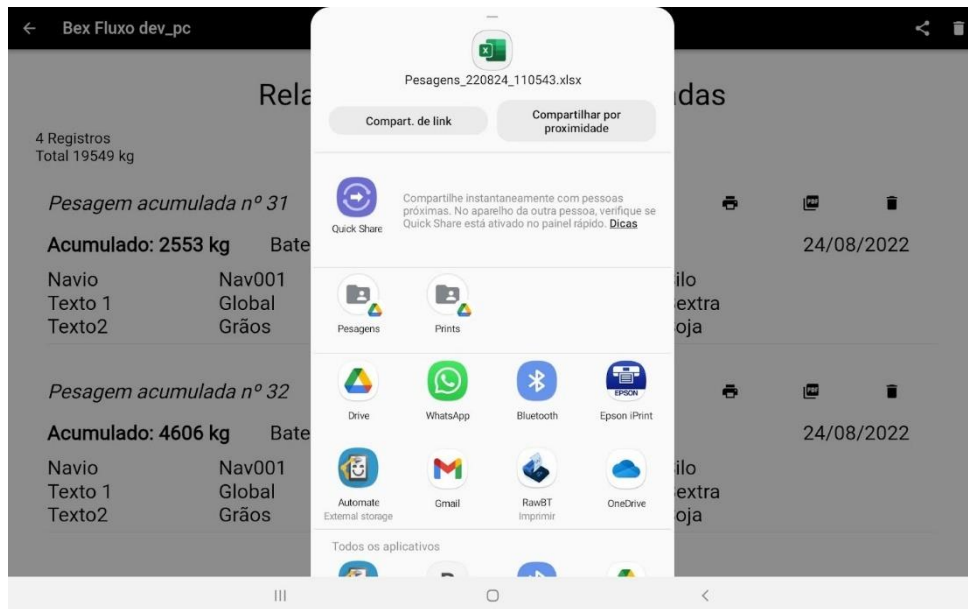 Bex Fluxo dev_pc
Rela
adas
4 Registros
Total 19549 kg
Pesagens_220824_110543.xlsx
Compart. de link
Compartilhar por
proximidade
Quick Share
Compartilhe instantaneamente com pessoas
próximas. No aparelho da outra pessoa, verifique se
Quick Share está ativado no painel rápido. Dicas
Pesagens
Prints
Drive
WhatsApp
Bluetooth
EPSON
Epson iPrint
Automate
External storage
Gmail
RawBT
Imprimir
OneDrive
Todos os aplicativos
Pesagem acumulada nº 31
PDF
Acumulado: 2553 kg
Bate
24/08/2022
Navio Nav001 ilo
Texto 1 Global extra
Texto2 Grãos oja
Pesagem acumulada nº 32
PDF
Acumulado: 4606 kg
Bate
24/08/2022
Navio Nav001 ilo
Texto 1 Global extra
Texto2 Grãos oja